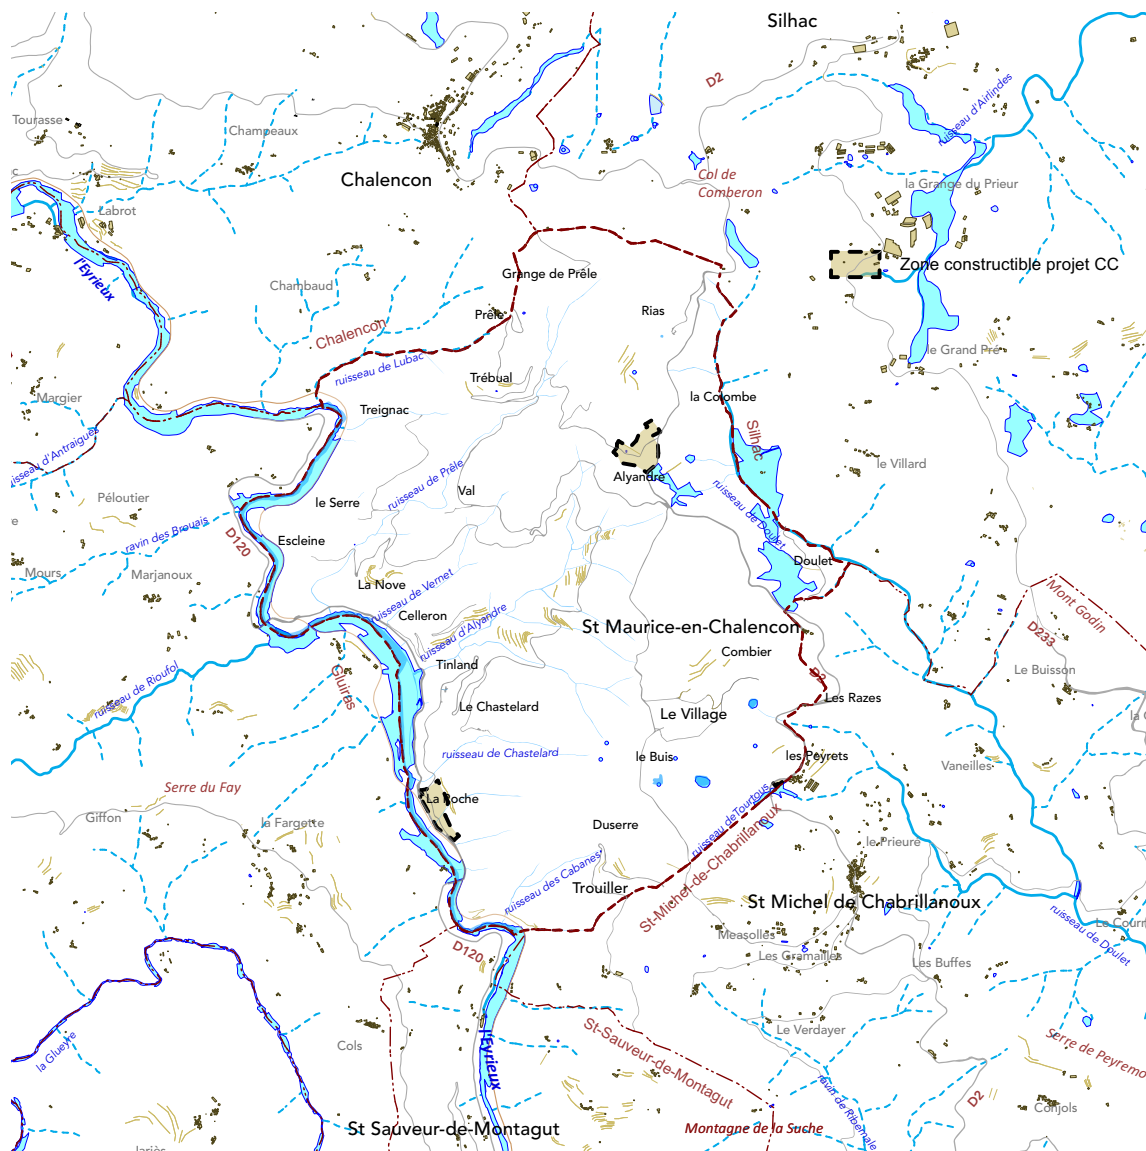 Silhac
D2
ruisseau d'Airlindes
Tourasse
Champeaux
Chalencon
Col de
Comberon
la Grange du Prieur
Labrot
l'Eyrieux
Zone constructible projet CC
Grange de Prêle
Chambaud
Prêle
Rias
Chalencon
ruisseau de Lubac
le Grand Pré
Trébual
Margier
Treignac
la Colombe
Silhac
ruisseau d'Antraigues
le Villard
ruisseau de Prêle
Alyandre
Péloutier
le Serre
Val
ruisseau de Doulet
ravin des Brouais
D120
Escleine
Doulet
Mours
Marjanoux
La Nove
ruisseau de Vernet
Mont Godin
Celleron
ruisseau d'Alyandre
St Maurice-en-Chalencon
D233
Combier
Tinland
ruisseau de Rioufol
Gluiras
D2
Le Buisson
Les Razes
Le Chastelard
Le Village
ruisseau de Chastelard
le Buis
les Peyrets
Vaneilles
Serre du Fay
La Roche
ruisseau de Tourtous
Giffon
la Fargette
Duserre
St-Michel-de-Chabrillanoux
le Prieure
ruisseau des Cabanes
Trouiller
St Michel de Chabrillanoux
ruisseau de Doulet
Measolles
D120
Les Gramailles
Les Buffes
Le Verdayer
la Glueyre
Cols
l'Eyrieux
St-Sauveur-de-Montagut
ravin de Ribemale
D2
Conjols
St Sauveur-de-Montagut
Montagne de la Suche